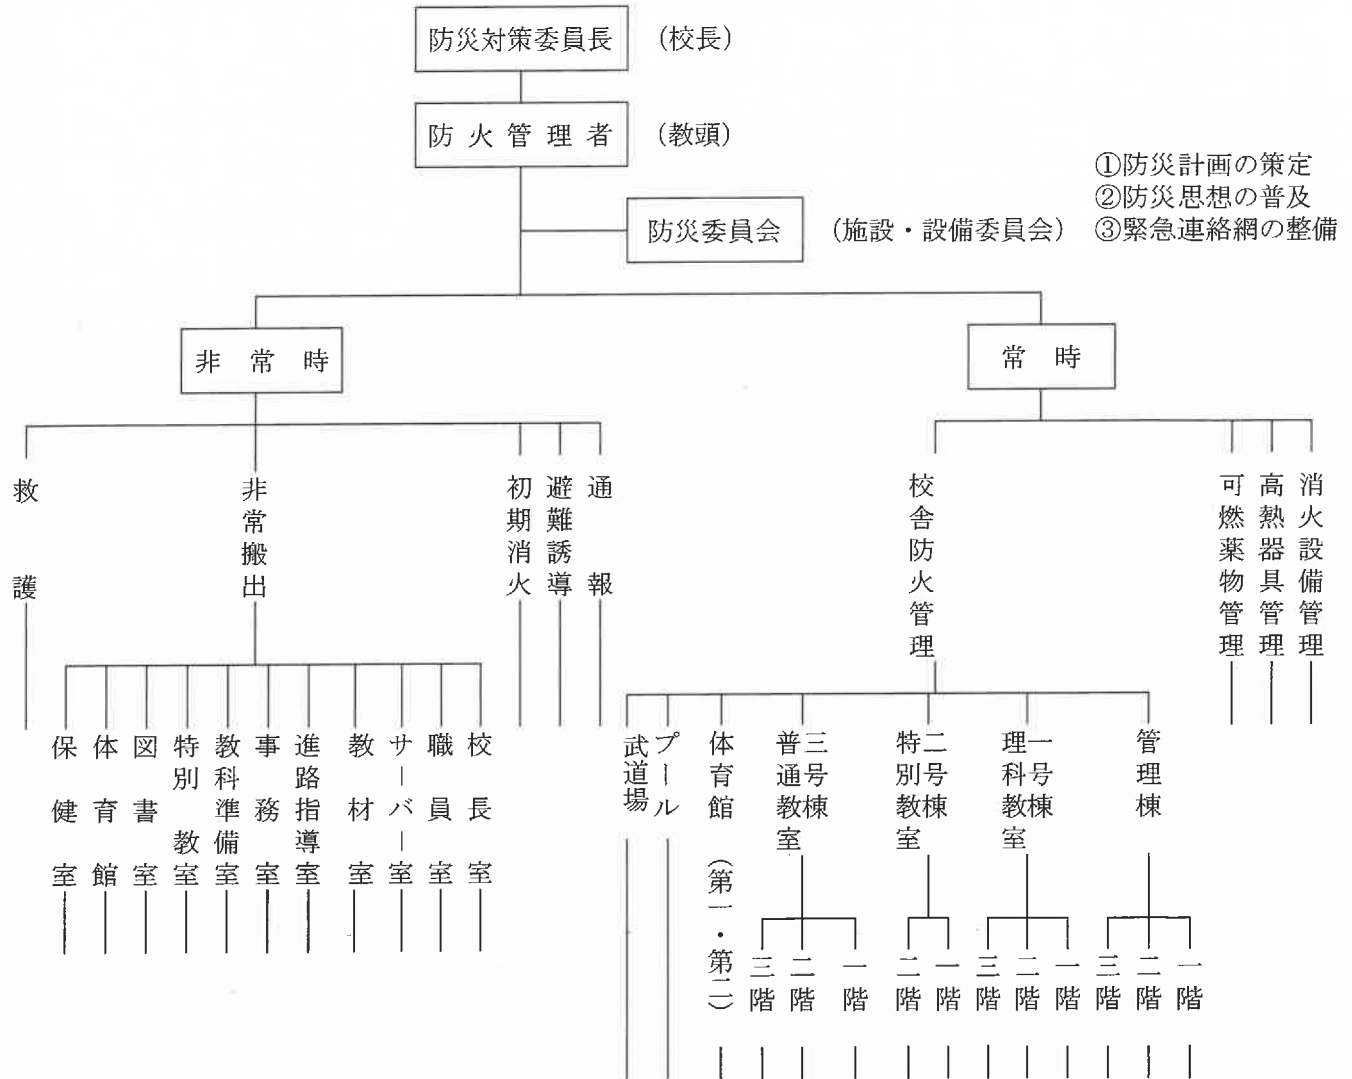 防災対策委員長 (校長)
防火管理者 (教頭)
防災委員会 (施設・設備委員会)
①防災計画の策定
②防災思想の普及
③緊急連絡網の整備
非常時
常時
通報
避難誘導
初期消火
非常搬出
救護
校長室
職員室
サーバー室
教材室
進路指導室
事務室
教科準備室
特別教室
図書室
体育館
保健室
消火設備管理
高熱器具管理
可燃薬物管理
校舎防火管理
管理棟
一階
二階
三階
一号棟
理科教室
一階
二階
三階
二号棟
特別教室
一階
二階
三号棟
普通教室
一階
二階
三階
体育館(第一・第二)
プール
武道場